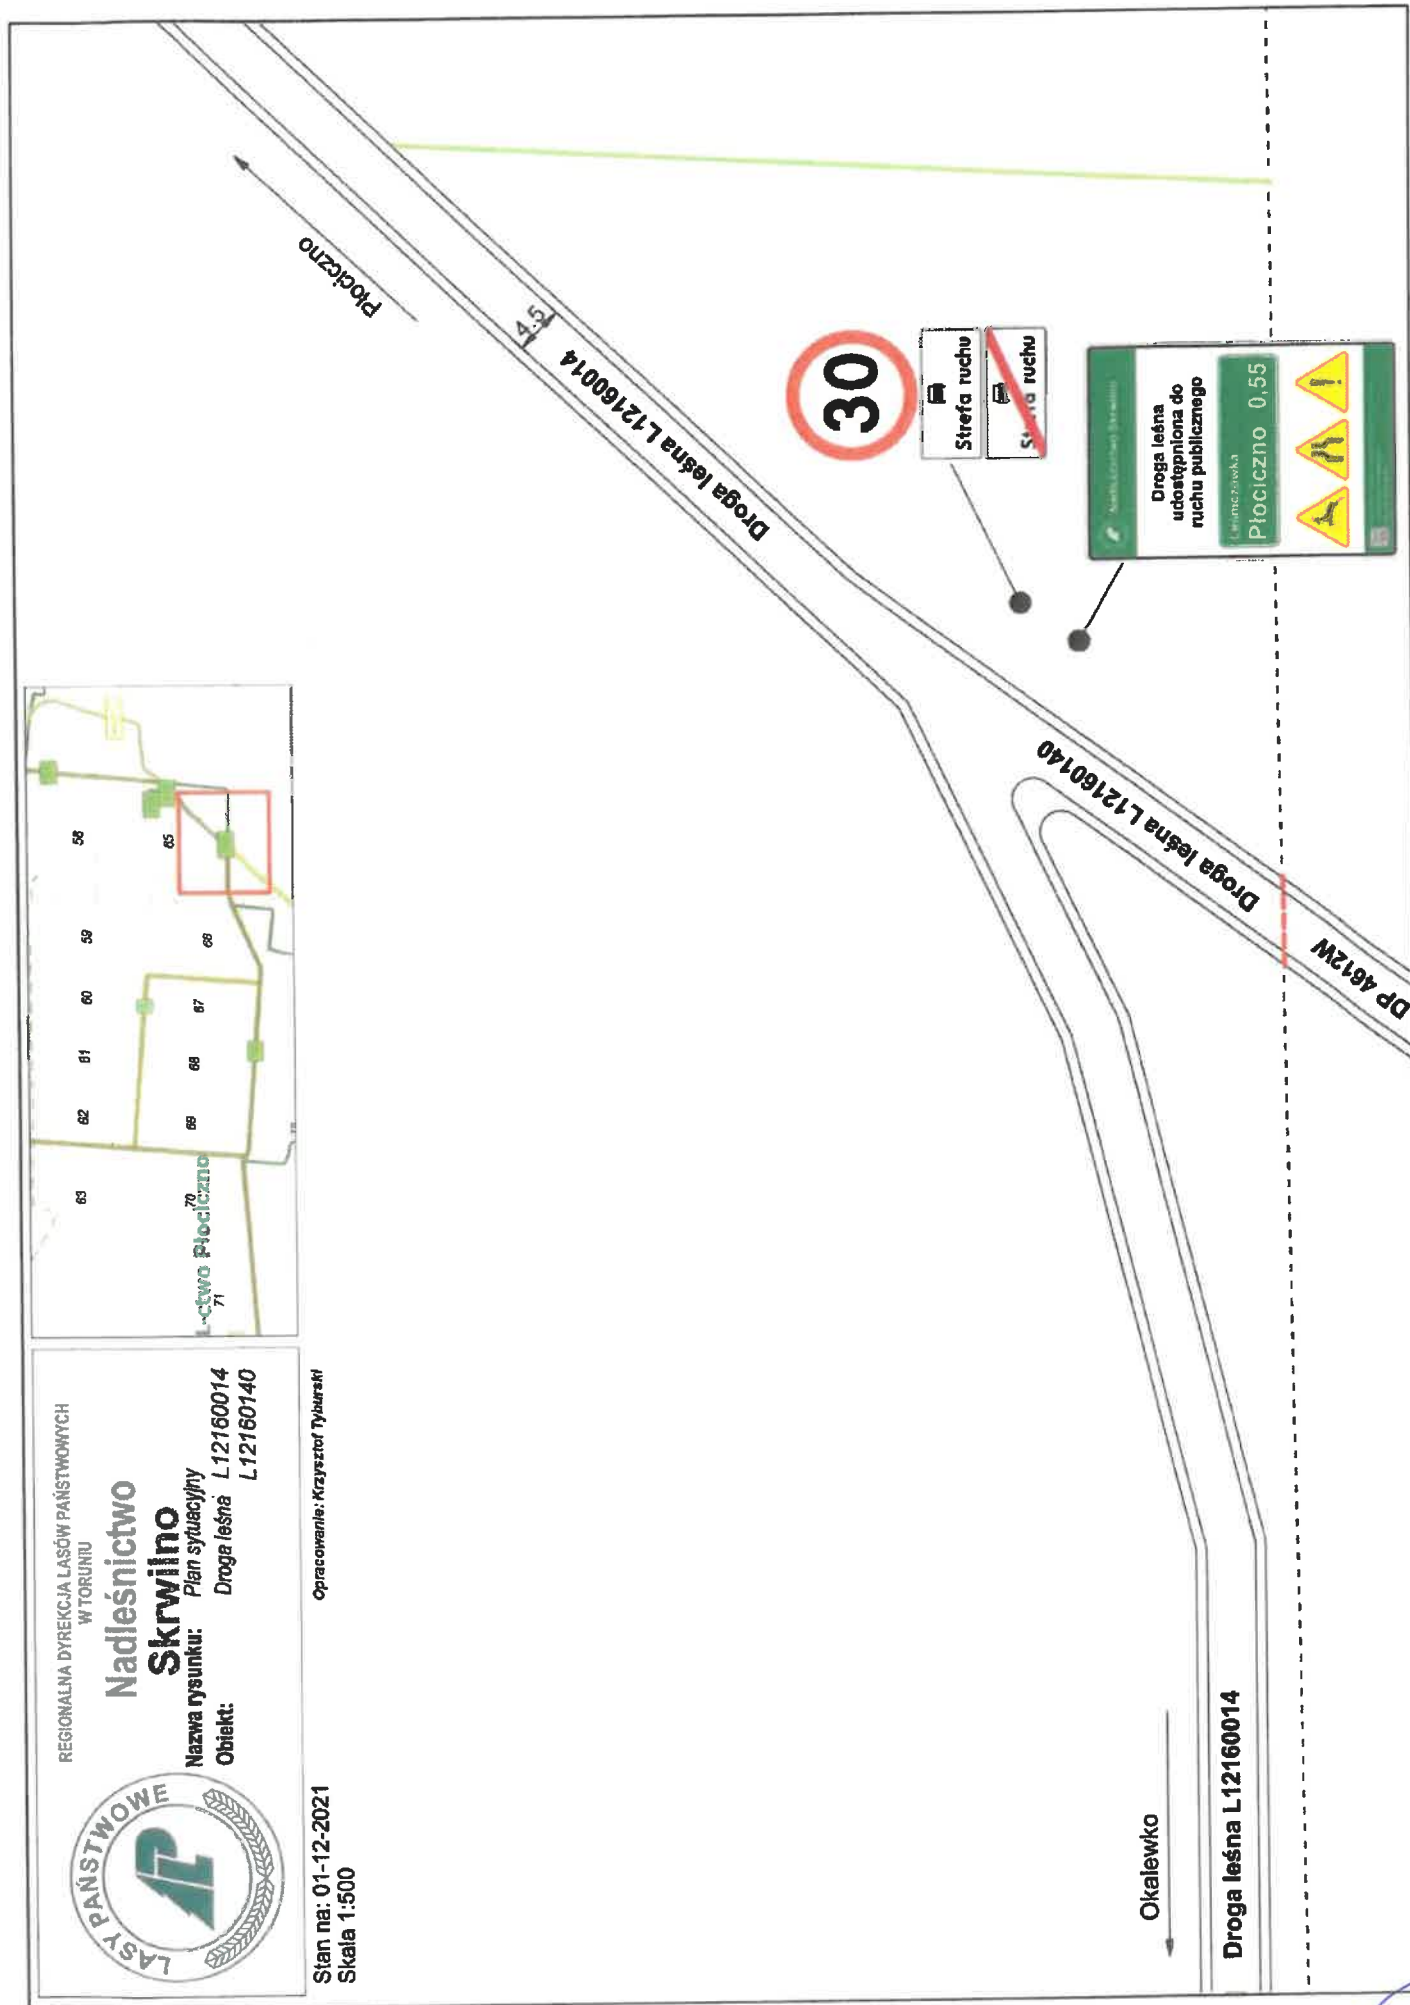 LASY PAŃSTWOWE
REGIONALNA DYREKCJA LASÓW PAŃSTWOWYCH
W TORUNIU
Nadleśnictwo
Skrwilno
Nazwa rysunku: Plan sytuacyjny
Obiekt: Droga leśna L12160014
L12160140
Stan na: 01-12-2021
Skala 1:500
Opracowanie: Krzysztof Tyburski
63
62
61
60
59
58
70
69
68
67
66
65
L-ctwo Płociczno
71
Płociczno
4.5
Droga leśna L12160014
30
Strefa ruchu
ruchu
Droga leśna
udostępniona do
ruchu publicznego
Leśniczówka
Płociczno 0,55
Droga leśna L12160140
DP 4612W
Okalewko
Droga leśna L12160014